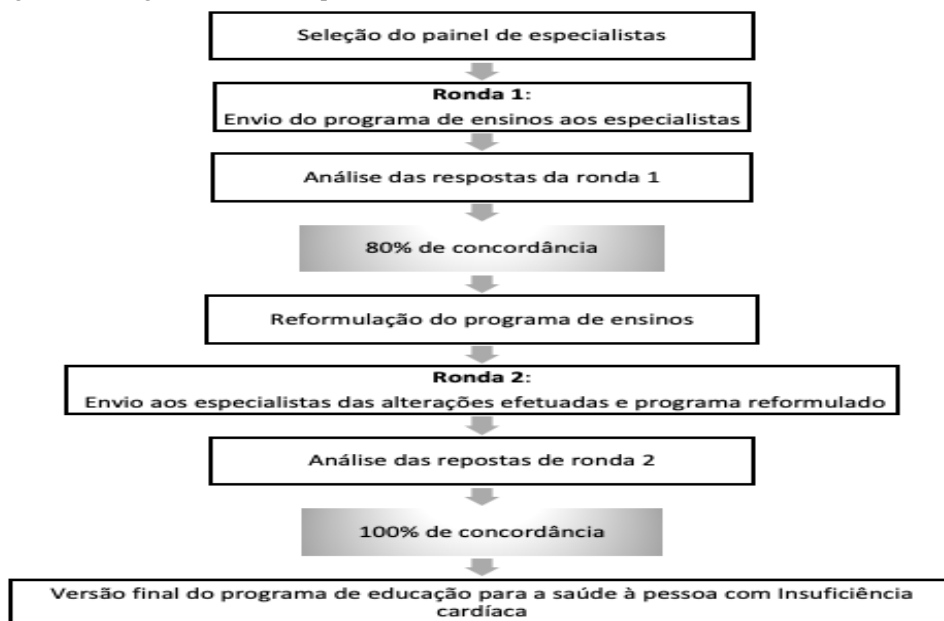 Seleção do painel de especialistas
Ronda 1:
Envio do programa de ensinos aos especialistas
Análise das respostas da ronda 1
80% de concordância
Reformulação do programa de ensinos
Ronda 2:
Envio aos especialistas das alterações efetuadas e programa reformulado
Análise das repostas de ronda 2
100% de concordância
Versão final do programa de educação para a saúde à pessoa com Insuficiência
cardíaca